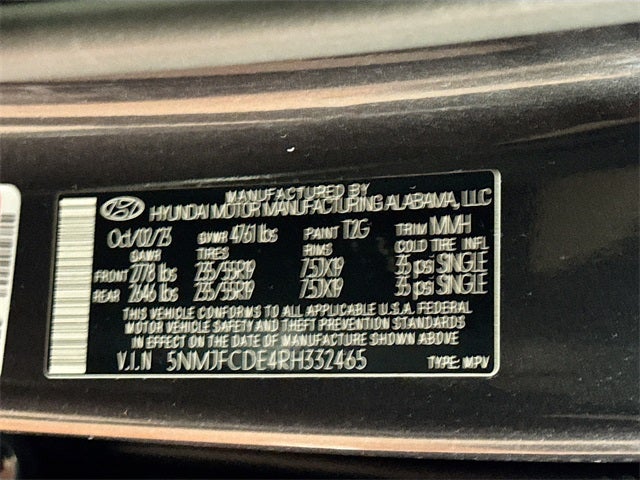 MANUFACTURED BY
HYUNDAI MOTOR MANUFACTURING ALABAMA, LLC
Oct/02/23 GVWR 4761 lbs PAINT T2G TRIM MMH
GAWR TIRES RIMS COLD TIRE INFL
FRONT 2778 lbs 235/55R19 7.5JX19 35 psi SINGLE
REAR 2646 lbs 235/55R19 7.5JX19 35 psi SINGLE
THIS VEHICLE CONFORMS TO ALL APPLICABLE U.S.A. FEDERAL
MOTOR VEHICLE SAFETY AND THEFT PREVENTION STANDARDS
IN EFFECT ON THE DATE OF MANUFACTURE SHOWN ABOVE
V.I.N 5NMJFCDE4RH332465 TYPE: MPV